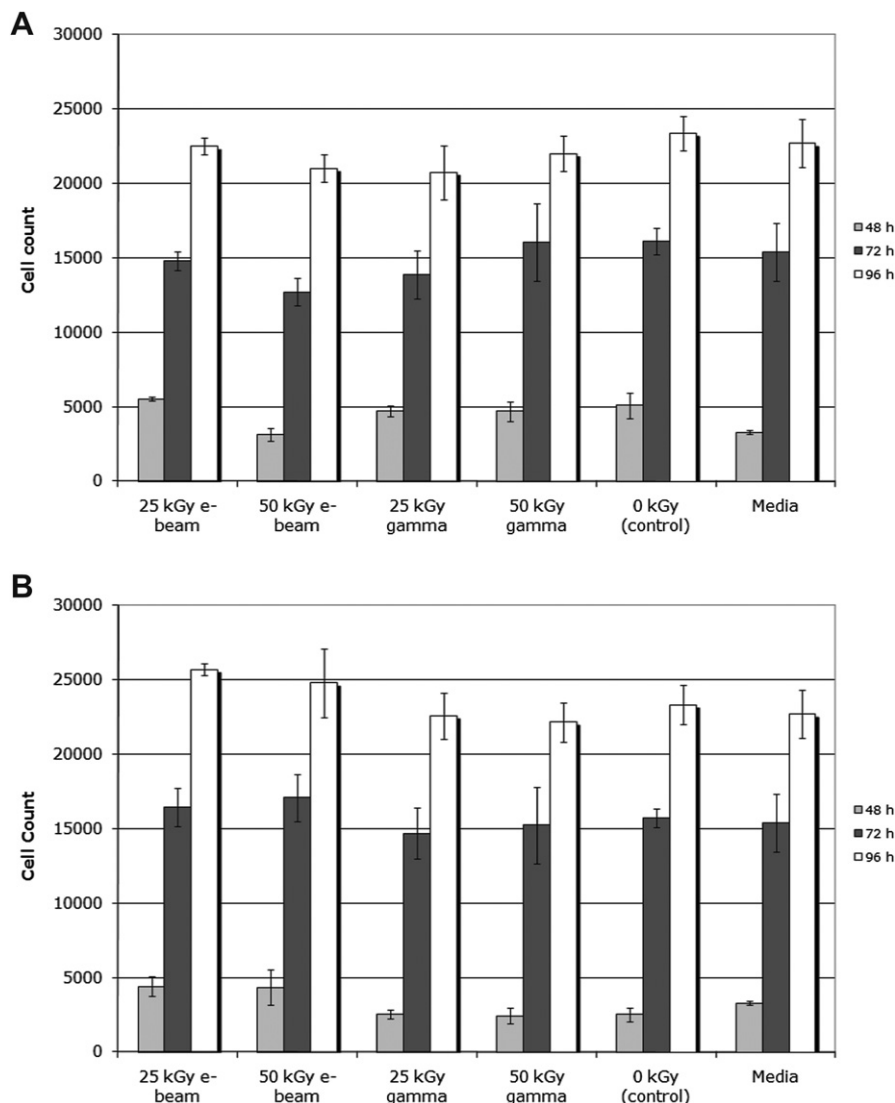 A
30000
25000
20000
15000
10000
5000
0
Cell count
48 h
72 h
96 h
25 kGy e-
beam
50 kGy e-
beam
25 kGy
gamma
50 kGy
gamma
0 kGy
(control)
Media
B
30000
25000
20000
15000
10000
5000
0
Cell Count
48 h
72 h
96 h
25 kGy e-
beam
50 kGy e-
beam
25 kGy
gamma
50 kGy
gamma
0 kGy
(control)
Media